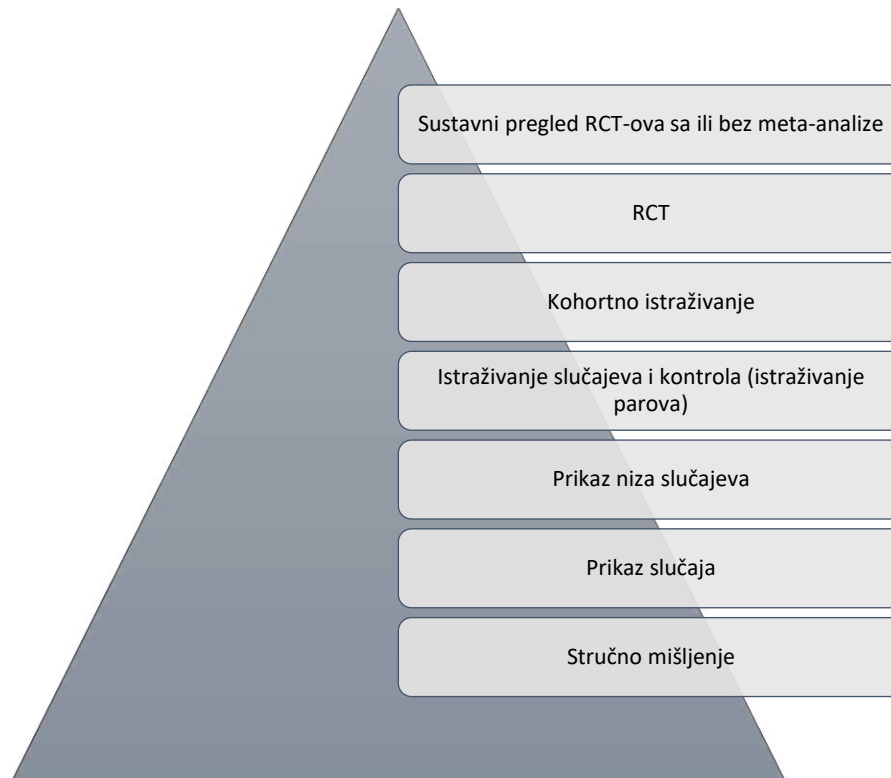 Sustavni pregled RCT-ova sa ili bez meta-analize
RCT
Kohortno istraživanje
Istraživanje slučajeva i kontrola (istraživanje
parova)
Prikaz niza slučajeva
Prikaz slučaja
Stručno mišljenje